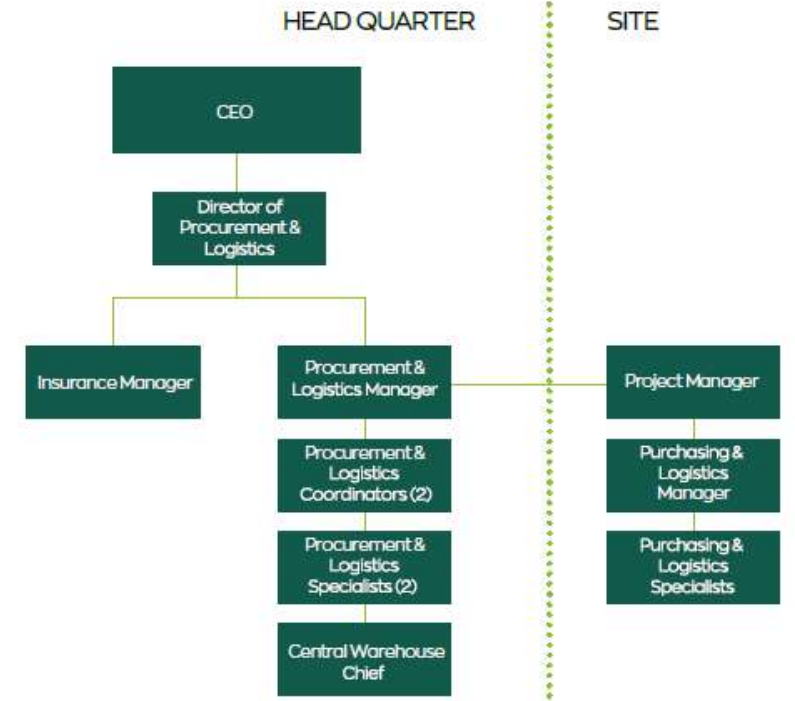 HEAD QUARTER
SITE
CEO
Director of
Procurement &
Logistics
Insurance Manager
Procurement &
Logistics Manager
Project Manager
Procurement &
Logistics
Coordinators (2)
Purchasing &
Logistics
Manager
Procurement &
Logistics
Specialists (2)
Purchasing &
Logistics
Specialists
Central Warehouse
Chief